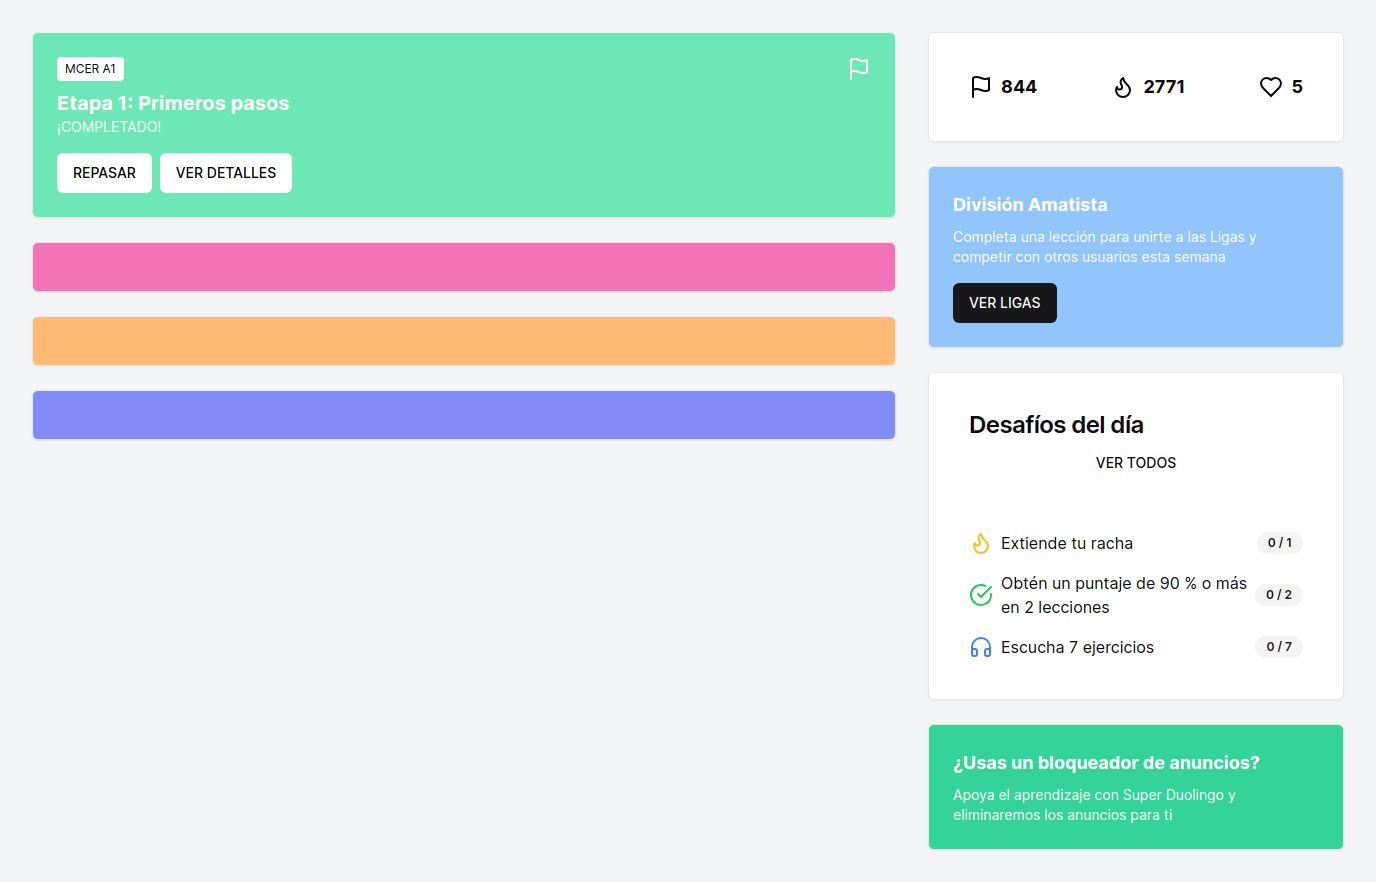 MCER A1
Etapa 1: Primeros pasos
¡COMPLETADO!
REPASAR
VER DETALLES
844
2771
5
División Amatista
Completa una lección para unirte a las Ligas y
competir con otros usuarios esta semana
VER LIGAS
Desafíos del día
VER TODOS
Extiende tu racha
0 / 1
Obtén un puntaje de 90 % o más
en 2 lecciones
0 / 2
Escucha 7 ejercicios
0 / 7
¿Usas un bloqueador de anuncios?
Apoya el aprendizaje con Super Duolingo y
eliminaremos los anuncios para ti